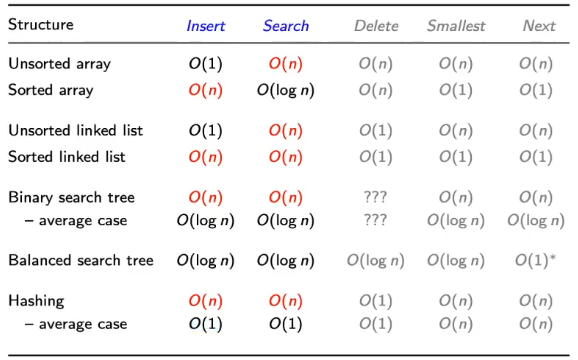 Structure Insert Search Delete Smallest Next
Unsorted array O(1) O(n) O(n) O(n) O(n)
Sorted array O(n) O(log n) O(n) O(1) O(1)
Unsorted linked list O(1) O(n) O(1) O(n) O(n)
Sorted linked list O(n) O(n) O(1) O(1) O(1)
Binary search tree O(n) O(n) ??? O(n) O(n)
– average case O(log n) O(log n) ??? O(log n) O(log n)
Balanced search tree O(log n) O(log n) O(log n) O(log n) O(1)*
Hashing O(n) O(n) O(1) O(n) O(n)
– average case O(1) O(1) O(1) O(n) O(n)